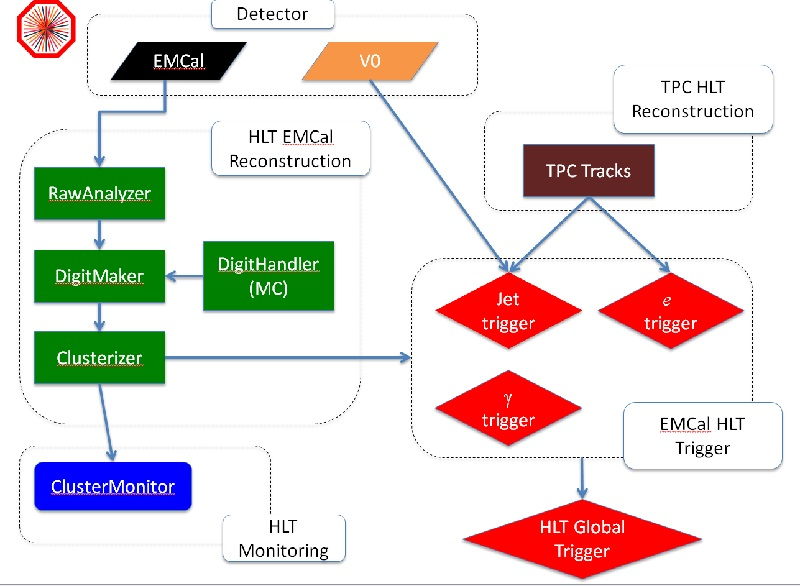 Detector
EMCal
V0
TPC HLT
Reconstruction
HLT EMCal
Reconstruction
TPC Tracks
RawAnalyzer
DigitMaker
DigitHandler
(MC)
Jet
trigger
e
trigger
Clusterizer
γ
trigger
EMCal HLT
Trigger
ClusterMonitor
HLT
Monitoring
HLT Global
Trigger